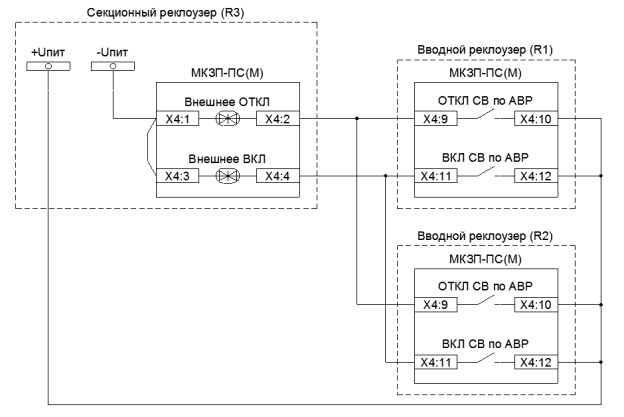 Секционный реклоузер (R3)
+Uпит
-Uпит
МКЗП-ПС(М)
Внешнее ОТКЛ
X4:1
X4:2
Внешнее ВКЛ
X4:3
X4:4
Вводной реклоузер (R1)
МКЗП-ПС(М)
ОТКЛ СВ по АВР
X4:9
X4:10
ВКЛ СВ по АВР
X4:11
X4:12
Вводной реклоузер (R2)
МКЗП-ПС(М)
ОТКЛ СВ по АВР
X4:9
X4:10
ВКЛ СВ по АВР
X4:11
X4:12